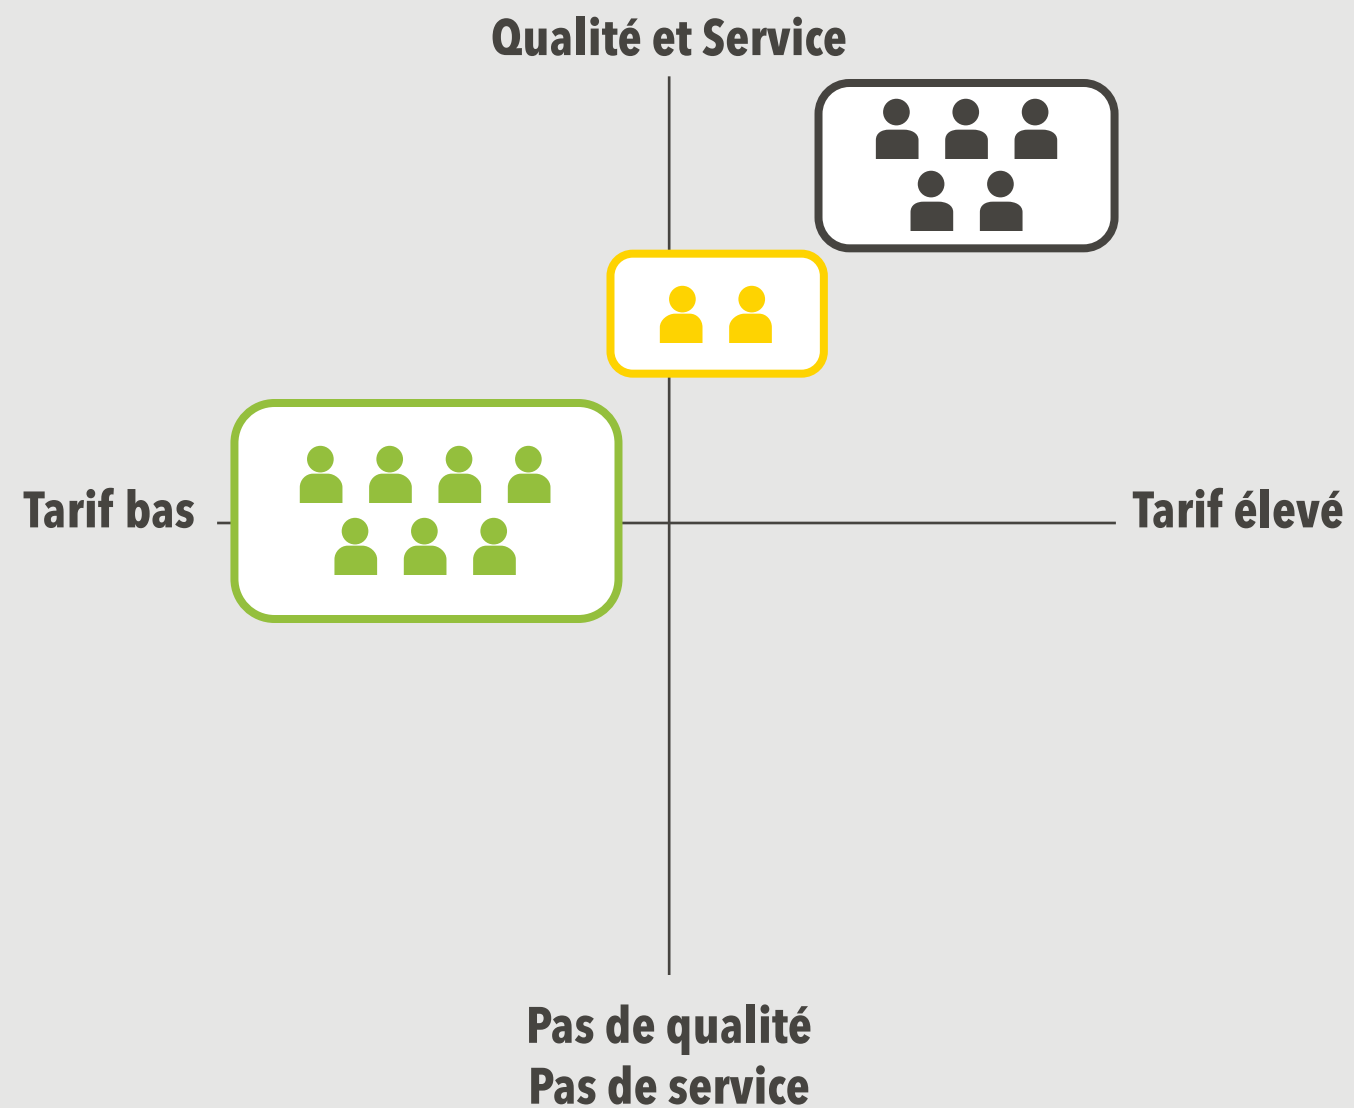 Qualité et Service
Tarif bas
Tarif élevé
Pas de qualité
Pas de service